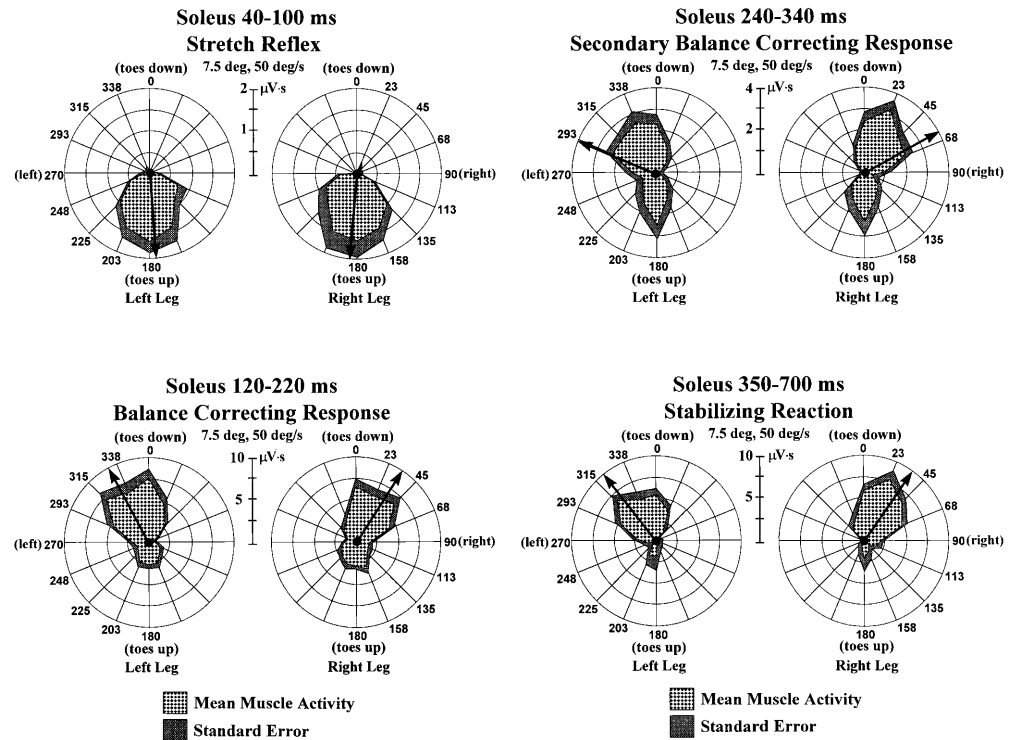 Soleus 40-100 ms
Stretch Reflex
(toes down) 7.5 deg, 50 deg/s (toes down)
338 0 2 μV·s 0 23
315 45
293 1 68
(left) 270 90 (right)
248 113
225 135
203 180 180 158
(toes up) (toes up)
Left Leg Right Leg
Soleus 240-340 ms
Secondary Balance Correcting Response
(toes down) 7.5 deg, 50 deg/s (toes down)
338 0 4 μV·s 0 23
315 45
293 2 68
(left) 270 90 (right)
248 113
225 135
203 180 180 158
(toes up) (toes up)
Left Leg Right Leg
Soleus 120-220 ms
Balance Correcting Response
(toes down) 7.5 deg, 50 deg/s (toes down)
338 0 10 μV·s 0 23
315 45
293 5 68
(left) 270 90 (right)
248 113
225 135
203 180 180 158
(toes up) (toes up)
Left Leg Right Leg
Mean Muscle Activity
Standard Error
Soleus 350-700 ms
Stabilizing Reaction
(toes down) 7.5 deg, 50 deg/s (toes down)
338 0 10 μV·s 0 23
315 45
293 5 68
(left) 270 90 (right)
248 113
225 135
203 180 180 158
(toes up) (toes up)
Left Leg Right Leg
Mean Muscle Activity
Standard Error